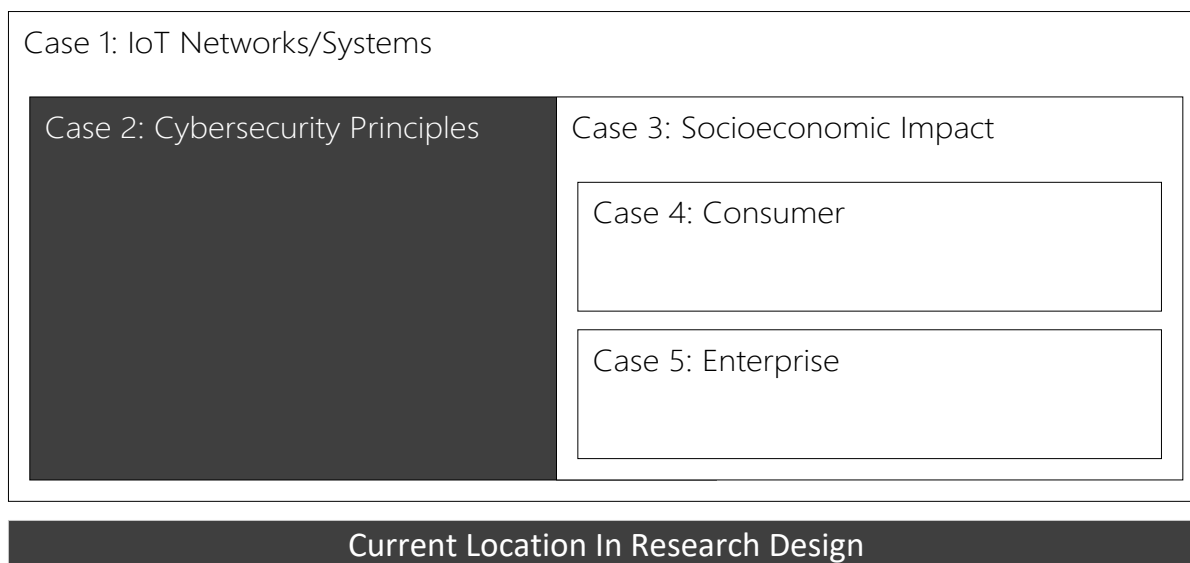 Case 1: IoT Networks/Systems
Case 2: Cybersecurity Principles
Case 3: Socioeconomic Impact
Case 4: Consumer
Case 5: Enterprise
Current Location In Research Design